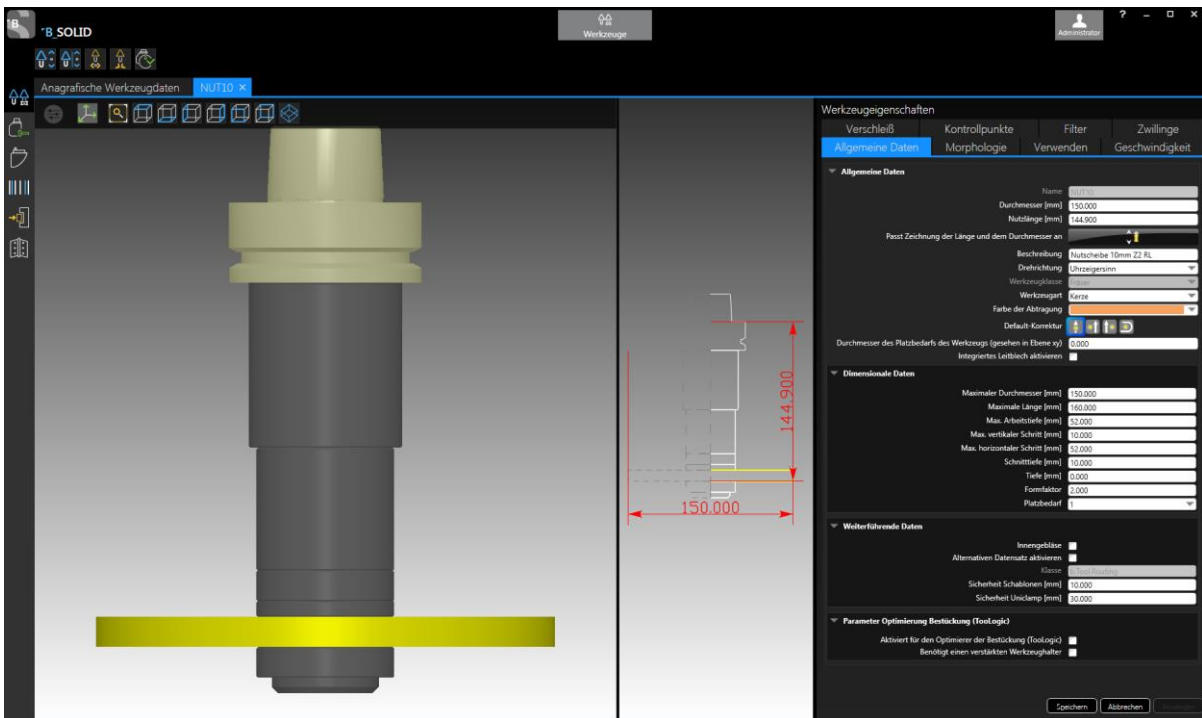 B_SOLID
Werkzeuge
Administrator
Anagrafische Werkzeugdaten
NUT10
144.900
150.000
Werkzeugeigenschaften
Verschleiß Kontrollpunkte Filter Zwillinge
Allgemeine Daten Morphologie Verwenden Geschwindigkeit
Allgemeine Daten
Name NUT10
Durchmesser [mm] 150.000
Nutzlänge [mm] 144.900
Passt Zeichnung der Länge und dem Durchmesser an
Beschreibung Nutscheibe 10mm Z2 RL
Drehrichtung Uhrzeigersinn
Werkzeugklasse Fräser
Werkzeugart Kerze
Farbe der Abtragung
Default-Korrektur
Durchmesser des Platzbedarfs des Werkzeugs (gesehen in Ebene xy) 0.000
Integriertes Leitblech aktivieren
Dimensionale Daten
Maximaler Durchmesser [mm] 150.000
Maximale Länge [mm] 160.000
Max. Arbeitstiefe [mm] 52.000
Max. vertikaler Schritt [mm] 10.000
Max. horizontaler Schritt [mm] 52.000
Schnitttiefe [mm] 10.000
Tiefe [mm] 0.000
Formfaktor 2.000
Platzbedarf 1
Weiterführende Daten
Innengebläse
Alternativen Datensatz aktivieren
Klasse
Sicherheit Schablonen [mm] 10.000
Sicherheit Uniclamp [mm] 30.000
Parameter Optimierung Bestückung (TooLogic)
Aktiviert für den Optimierer der Bestückung (TooLogic)
Benötigt einen verstärkten Werkzeughalter
Speichern Abbrechen